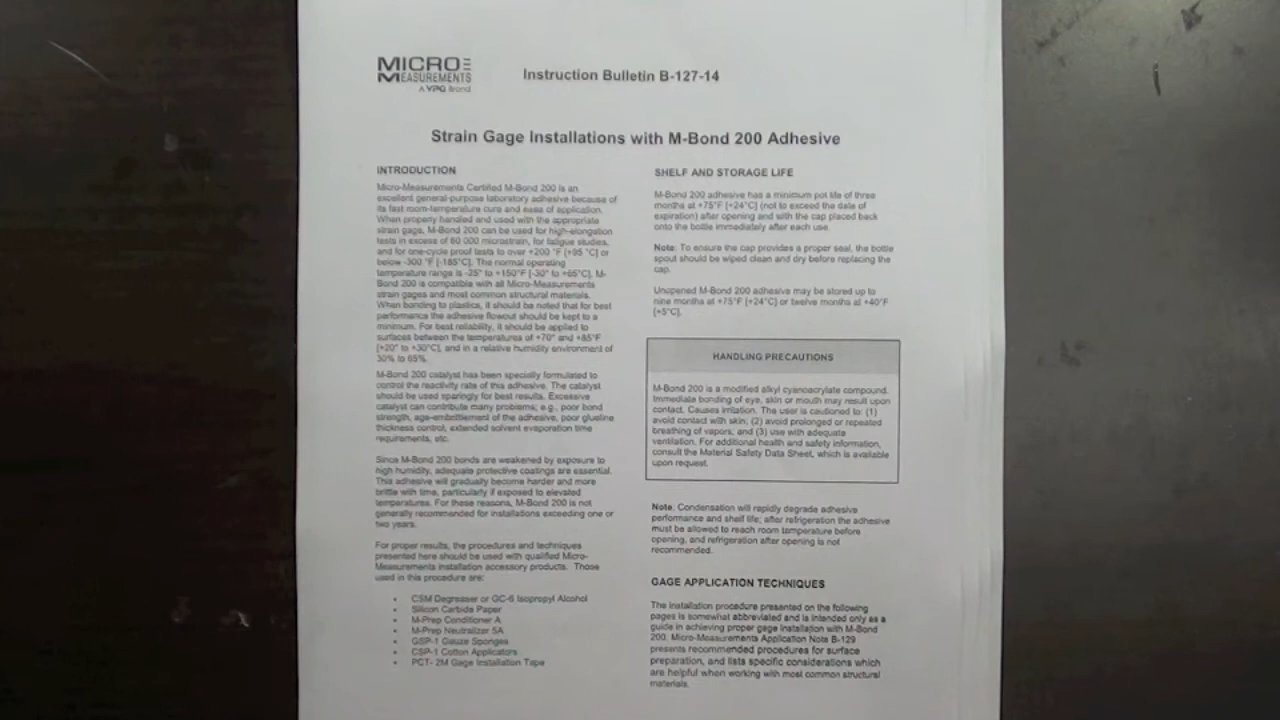 MICRO
MEASUREMENTS
A VPG Brand
Instruction Bulletin B-127-14
Strain Gage Installations with M-Bond 200 Adhesive
INTRODUCTION
Micro-Measurements Certified M-Bond 200 is an
excellent general-purpose laboratory adhesive because of
its fast room-temperature cure and ease of application.
When properly handled and used with the appropriate
strain gage, M-Bond 200 can be used for high-elongation
tests in excess of 60 000 microstrain, for fatigue studies,
and for one-cycle proof tests to over +200 °F [+95 °C] or
below -300 °F [-185°C]. The normal operating
temperature range is -25° to +150°F [-30° to +65°C]. M-
Bond 200 is compatible with all Micro-Measurements
strain gages and most common structural materials.
When bonding to plastics, it should be noted that for best
performance the adhesive flowout should be kept to a
minimum. For best reliability, it should be applied to
surfaces between the temperatures of +70° and +85°F
[+20° to +30°C], and in a relative humidity environment of
30% to 65%.
M-Bond 200 catalyst has been specially formulated to
control the reactivity rate of this adhesive. The catalyst
should be used sparingly for best results. Excessive
catalyst can contribute many problems; e.g., poor bond
strength, age-embrittlement of the adhesive, poor glueline
thickness control, extended solvent evaporation time
requirements, etc.
Since M-Bond 200 bonds are weakened by exposure to
high humidity, adequate protective coatings are essential.
This adhesive will gradually become harder and more
brittle with time, particularly if exposed to elevated
temperatures. For these reasons, M-Bond 200 is not
generally recommended for installations exceeding one or
two years.
For proper results, the procedures and techniques
presented here should be used with qualified Micro-
Measurements installation accessory products. Those
used in this procedure are:
• CSM Degreaser or GC-6 Isopropyl Alcohol
• Silicon Carbide Paper
• M-Prep Conditioner A
• M-Prep Neutralizer 5A
• GSP-1 Gauze Sponges
• CSP-1 Cotton Applicators
• PCT- 2M Gage Installation Tape
SHELF AND STORAGE LIFE
M-Bond 200 adhesive has a minimum pot life of three
months at +75°F [+24°C] (not to exceed the date of
expiration) after opening and with the cap placed back
onto the bottle immediately after each use.
Note: To ensure the cap provides a proper seal, the bottle
spout should be wiped clean and dry before replacing the
cap.
Unopened M-Bond 200 adhesive may be stored up to
nine months at +75°F [+24°C] or twelve months at +40°F
[+5°C].
HANDLING PRECAUTIONS
M-Bond 200 is a modified alkyl cyanoacrylate compound.
Immediate bonding of eye, skin or mouth may result upon
contact. Causes irritation. The user is cautioned to: (1)
avoid contact with skin; (2) avoid prolonged or repeated
breathing of vapors; and (3) use with adequate
ventilation. For additional health and safety information,
consult the Material Safety Data Sheet, which is available
upon request.
Note: Condensation will rapidly degrade adhesive
performance and shelf life; after refrigeration the adhesive
must be allowed to reach room temperature before
opening, and refrigeration after opening is not
recommended.
GAGE APPLICATION TECHNIQUES
The installation procedure presented on the following
pages is somewhat abbreviated and is intended only as a
guide in achieving proper gage installation with M-Bond
200. Micro-Measurements Application Note B-129
presents recommended procedures for surface
preparation, and lists specific considerations which
are helpful when working with most common structural
materials.